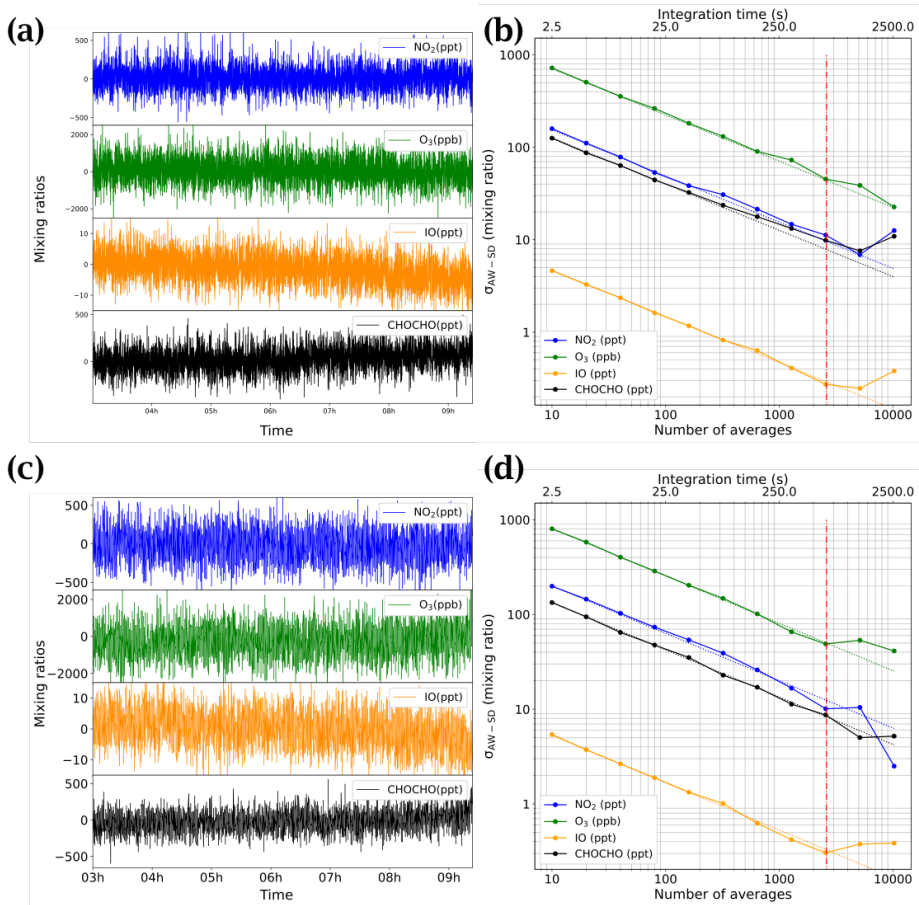 (a)
NO₂(ppt)
0
−500
O₃(ppb)
2000
0
−2000
IO(ppt)
10
0
−10
CHOCHO(ppt)
500
0
Mixing ratios
04h 05h 06h 07h 08h 09h
Time
(b)
Integration time (s)
2.5 25.0 250.0 2500.0
1000
100
10
1
σAW−SD (mixing ratio)
NO₂ (ppt)
O₃ (ppb)
IO (ppt)
CHOCHO (ppt)
10 100 1000 10000
Number of averages
(c)
500
NO₂(ppt)
0
−500
2000
O₃(ppb)
0
−2000
10
IO(ppt)
0
−10
500
CHOCHO(ppt)
0
−500
Mixing ratios
03h 04h 05h 06h 07h 08h 09h
Time
(d)
Integration time (s)
2.5 25.0 250.0 2500.0
1000
100
10
1
σAW−SD (mixing ratio)
NO₂ (ppt)
O₃ (ppb)
IO (ppt)
CHOCHO (ppt)
10 100 1000 10000
Number of averages